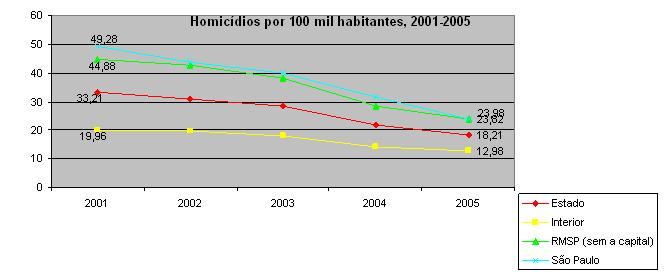 Homicídios por 100 mil habitantes, 2001-2005
60
50
40
30
20
10
0
49,28
44,88
33,21
19,96
23,98
23,82
18,21
12,98
2001 2002 2003 2004 2005
Estado
Interior
RMSP (sem a capital)
São Paulo